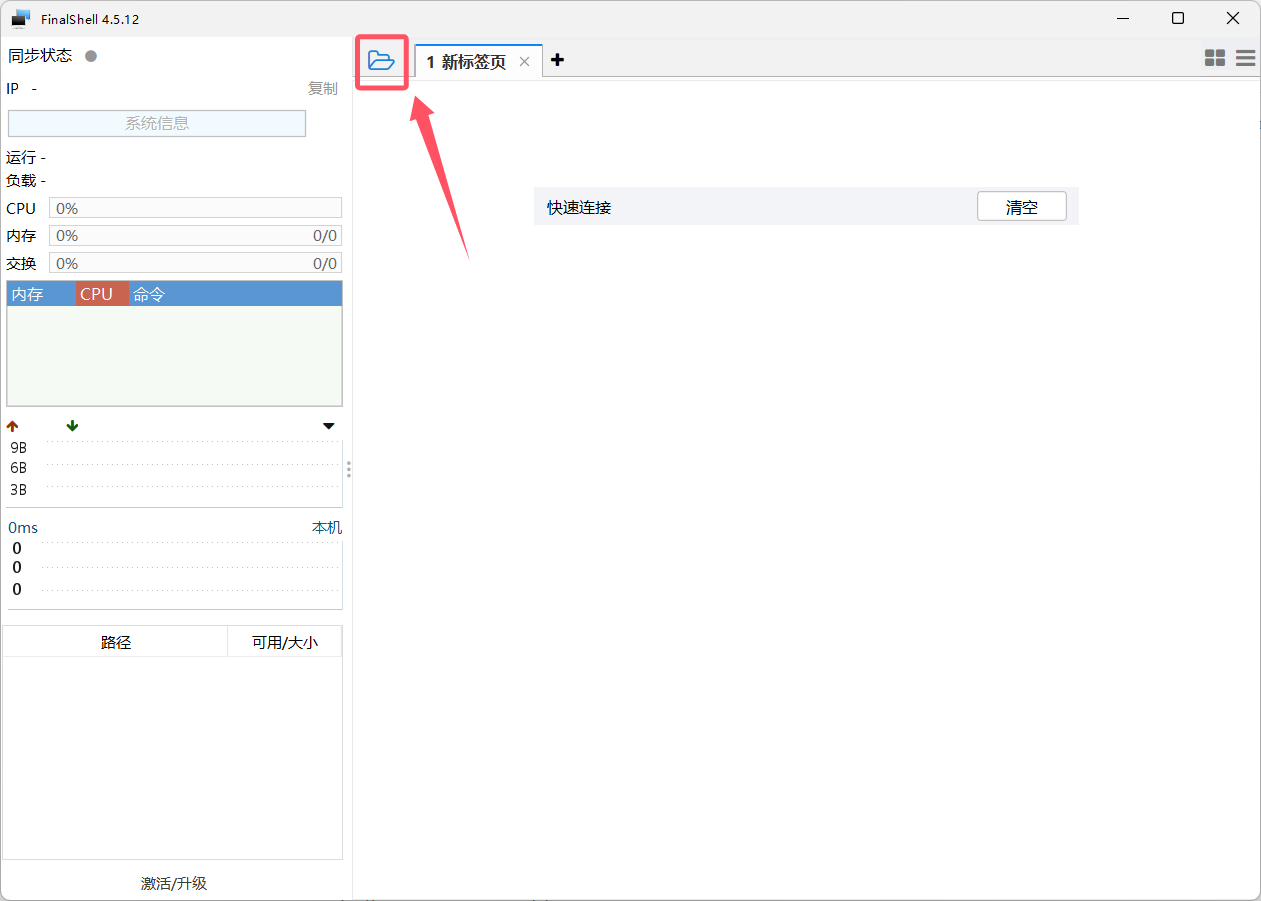 FinalShell 4.5.12
同步状态
IP -
复制
系统信息
运行 -
负载 -
CPU 0%
内存 0% 0/0
交换 0% 0/0
内存 CPU 命令
9B
6B
3B
0ms 本机
0
0
0
路径 可用/大小
激活/升级
1 新标签页
快速连接 清空